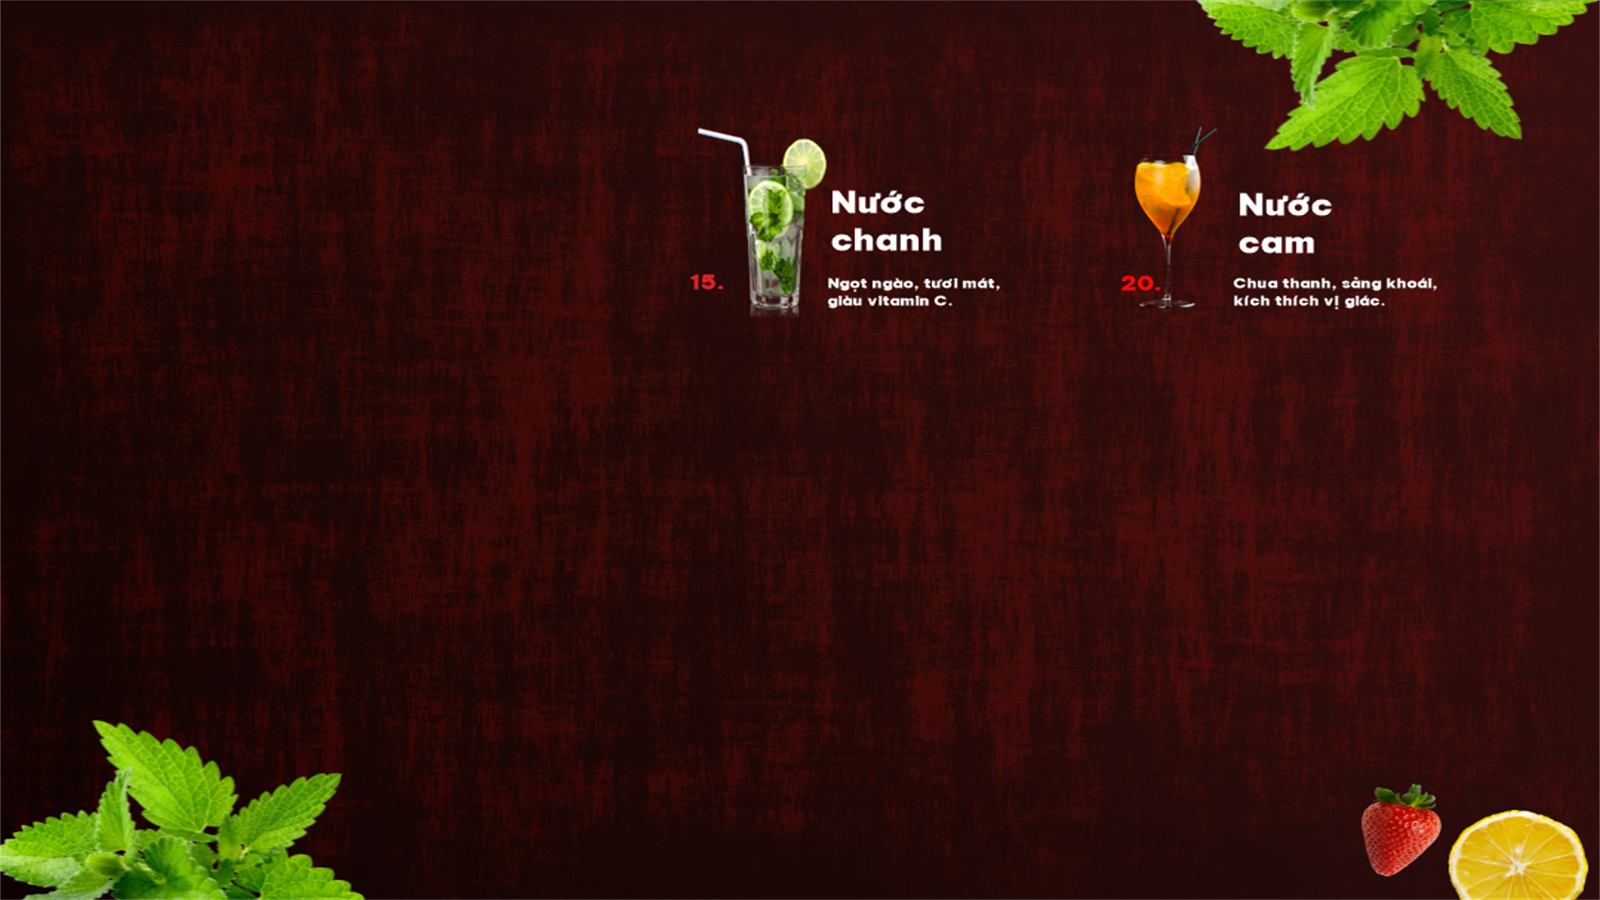 Nước
chanh
15.
Ngọt ngào, tươi mát,
giàu vitamin C.
Nước
cam
20.
Chua thanh, sảng khoái,
kích thích vị giác.